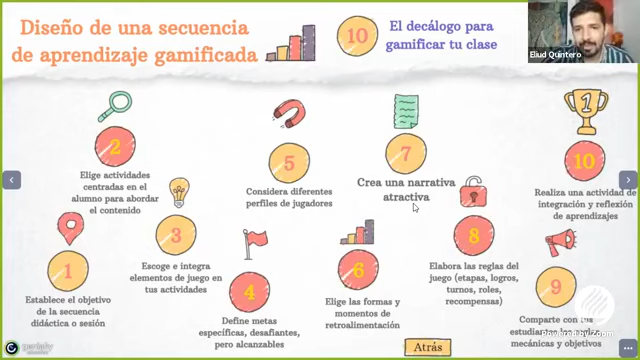 Diseño de una secuencia
de aprendizaje gamificada
10
El decálogo para
gamificar tu clase
Eliud Quintero
2
Elige actividades
centradas en el
alumno para abordar
el contenido
5
Considera diferentes
perfiles de jugadores
7
Crea una narrativa
atractiva
1
10
Realiza una actividad de
integración y reflexión
de aprendizajes
1
Establece el objetivo
de la secuencia
didáctica o sesión
3
Escoge e integra
elementos de juego en
tus actividades
4
Define metas
específicas, desafiantes,
pero alcanzables
6
Elige las formas y
momentos de
retroalimentación
8
Elabora las reglas del
juego (etapas, logros,
turnos, roles,
recompensas)
9
Comparte con tus
mecánicas y objetivos
Powered by Zoom
Atrás
genially